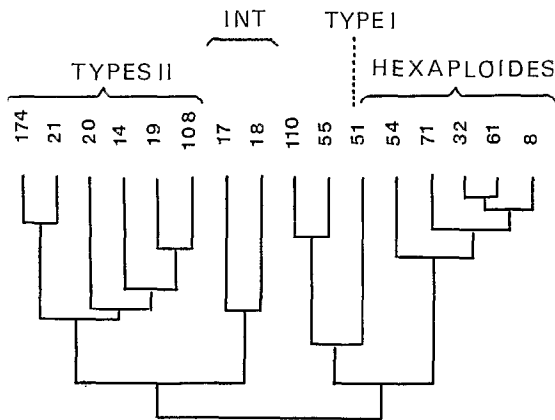 INT
TYPE I
TYPES II
HEXAPLOIDES
174 21 20 14 19 108 17 18 110 55 51 54 71 32 61 8